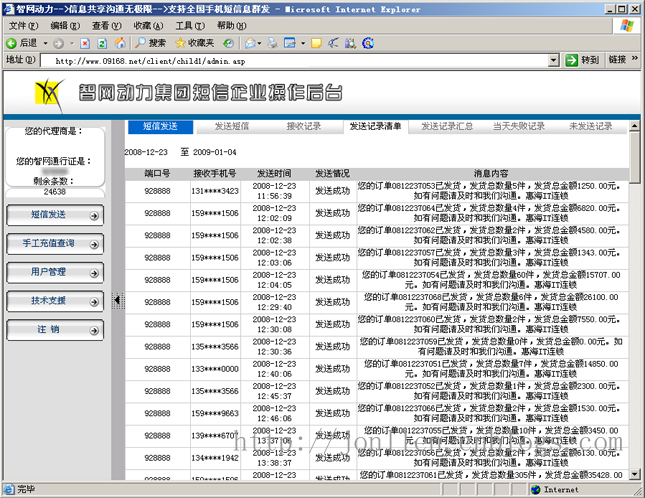 智网动力-->信息共享沟通无极限-->支持全国手机短信群发 - Microsoft Internet Explorer
文件(F) 编辑(E) 查看(V) 收藏(A) 工具(T) 帮助(H)
后退 搜索 收藏夹
地址(D) http://www.09168.net/client/child1/admin.asp 转到 链接 »
智网动力集团短信企业操作后台
您的代理商是：
您的智网通行证是：
剩余条数：
24638
短信发送
手工充值查询
用户管理
技术支援
注 销
短信发送 发送短信 接收记录 发送记录清单 发送记录汇总 当天失败记录 未发送记录
2008-12-23 至 2009-01-04
端口号 接收手机号 发送时间 发送情况 消息内容
928888 131****3423 2008-12-23 11:56:39 发送成功 您的订单0812237053已发货，发货总数量5件，发货总金额1250.00元。如有问题请及时和我们沟通。惠海IT连锁
928888 159****1506 2008-12-23 12:02:09 发送成功 您的订单0812237064已发货，发货总数量4件，发货总金额6820.00元。如有问题请及时和我们沟通。惠海IT连锁
928888 159****1506 2008-12-23 12:02:38 发送成功 您的订单0812237062已发货，发货总数量2件，发货总金额4580.00元。如有问题请及时和我们沟通。惠海IT连锁
928888 159****1506 2008-12-23 12:03:06 发送成功 您的订单0812237057已发货，发货总数量3件，发货总金额1343.00元。如有问题请及时和我们沟通。惠海IT连锁
928888 159****1506 2008-12-23 12:04:05 发送成功 您的订单0812237054已发货，发货总数量60件，发货总金额15707.00元。如有问题请及时和我们沟通。惠海IT连锁
928888 159****1506 2008-12-23 12:29:40 发送成功 您的订单0812237068已发货，发货总数量6件，发货总金额26100.00元。如有问题请及时和我们沟通。惠海IT连锁
928888 159****1506 2008-12-23 12:30:08 发送成功 您的订单0812237060已发货，发货总数量2件，发货总金额7550.00元。如有问题请及时和我们沟通。惠海IT连锁
928888 135****3566 2008-12-23 12:30:36 发送成功 您的订单0812237059已发货，发货总数量0件，发货总金额0.00元。如有问题请及时和我们沟通。惠海IT连锁
928888 133****0000 2008-12-23 12:40:06 发送成功 您的订单0812237051已发货，发货总数量7件，发货总金额14850.00元。如有问题请及时和我们沟通。惠海IT连锁
928888 135****3566 2008-12-23 12:45:37 发送成功 您的订单0812237052已发货，发货总数量1件，发货总金额2300.00元。如有问题请及时和我们沟通。惠海IT连锁
928888 159****9663 2008-12-23 12:46:06 发送成功 您的订单0812237066已发货，发货总数量2件，发货总金额1530.00元。如有问题请及时和我们沟通。惠海IT连锁
928888 139****6707 2008-12-23 13:37:06 发送成功 您的订单0812237055已发货，发货总数量10件，发货总金额3450.00元。如有问题请及时和我们沟通。惠海IT连锁
928888 134****1942 2008-12-23 13:38:37 发送成功 您的订单0812237056已发货，发货总数量2件，发货总金额6130.00元。如有问题请及时和我们沟通。惠海IT连锁
2008-12-23 您的订单0812237061已发货，发货总数量305件，发货总金额35428.00
完毕 Internet